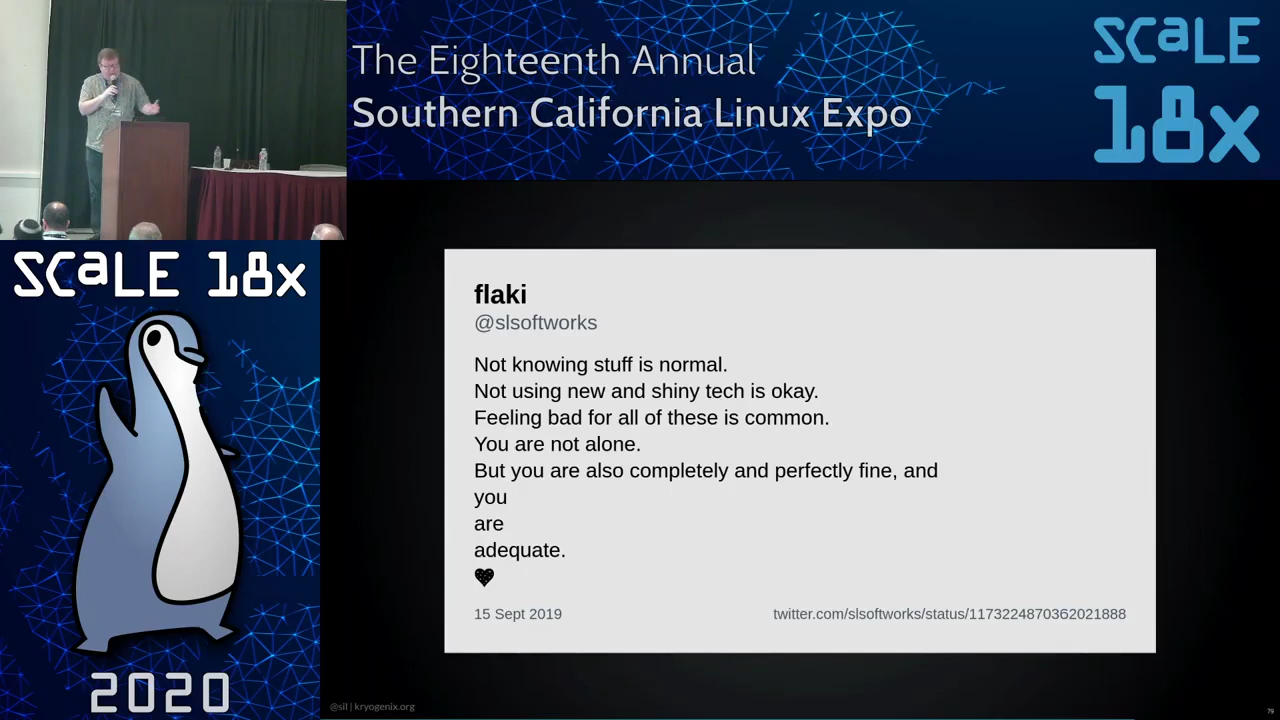 The Eighteenth Annual
Southern California Linux Expo
SCaLE
18x
SCaLE 18x
2020
flaki
@slsoftworks
Not knowing stuff is normal.
Not using new and shiny tech is okay.
Feeling bad for all of these is common.
You are not alone.
But you are also completely and perfectly fine, and
you
are
adequate.
🖤
15 Sept 2019
twitter.com/slsoftworks/status/1173224870362021888
@sil | kryogenix.org
79